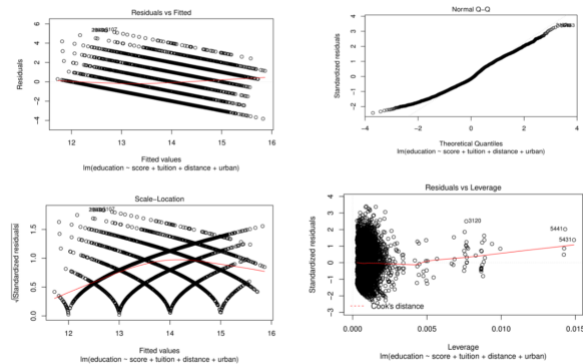 Residuals vs Fitted
Residuals
6
4
2
0
−2
−4
12
13
14
15
16
Fitted values
lm(education ~ score + tuition + distance + urban)
Normal Q−Q
Standardized residuals
4
3
2
1
0
−1
−2
−4
−2
0
2
4
Theoretical Quantiles
lm(education ~ score + tuition + distance + urban)
Scale−Location
√|Standardized residuals|
1.5
1.0
0.5
0.0
12
13
14
15
16
Fitted values
lm(education ~ score + tuition + distance + urban)
Residuals vs Leverage
Standardized residuals
4
3
2
1
0
−1
−2
−3
3120
5441
5431
Cook's distance
0.000
0.005
0.010
0.015
Leverage
lm(education ~ score + tuition + distance + urban)